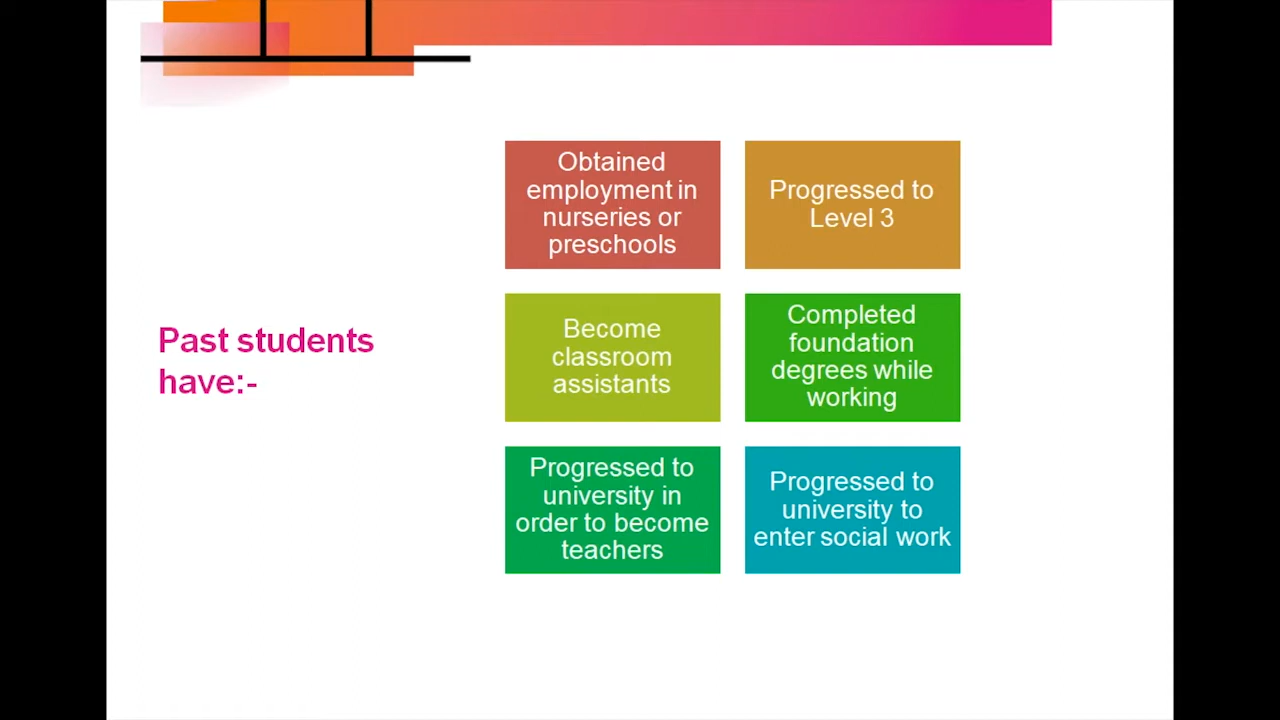 Past students
have:-
Obtained
employment in
nurseries or
preschools
Progressed to
Level 3
Become
classroom
assistants
Completed
foundation
degrees while
working
Progressed to
university in
order to become
teachers
Progressed to
university to
enter social work